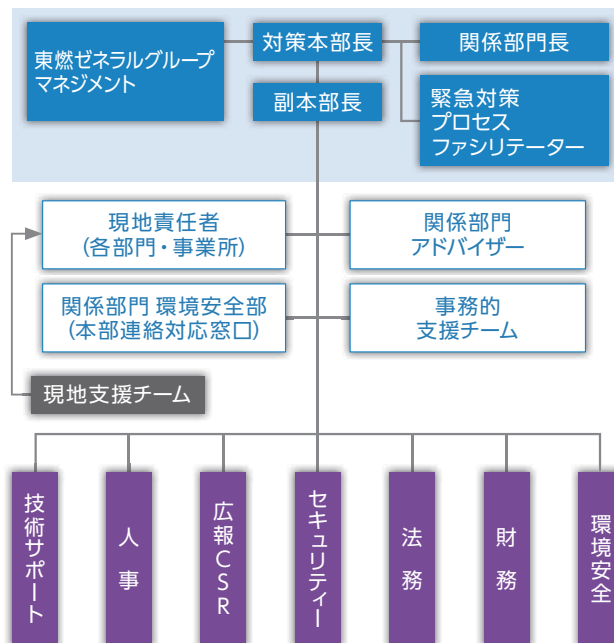 東燃ゼネラルグループ
マネジメント
対策本部長
関係部門長
副本部長
緊急対策
プロセス
ファシリテーター
現地責任者
(各部門・事業所)
関係部門
アドバイザー
関係部門 環境安全部
(本部連絡対応窓口)
事務的
支援チーム
現地支援チーム
技術サポート
人事
広報CSR
セキュリティー
法務
財務
環境安全